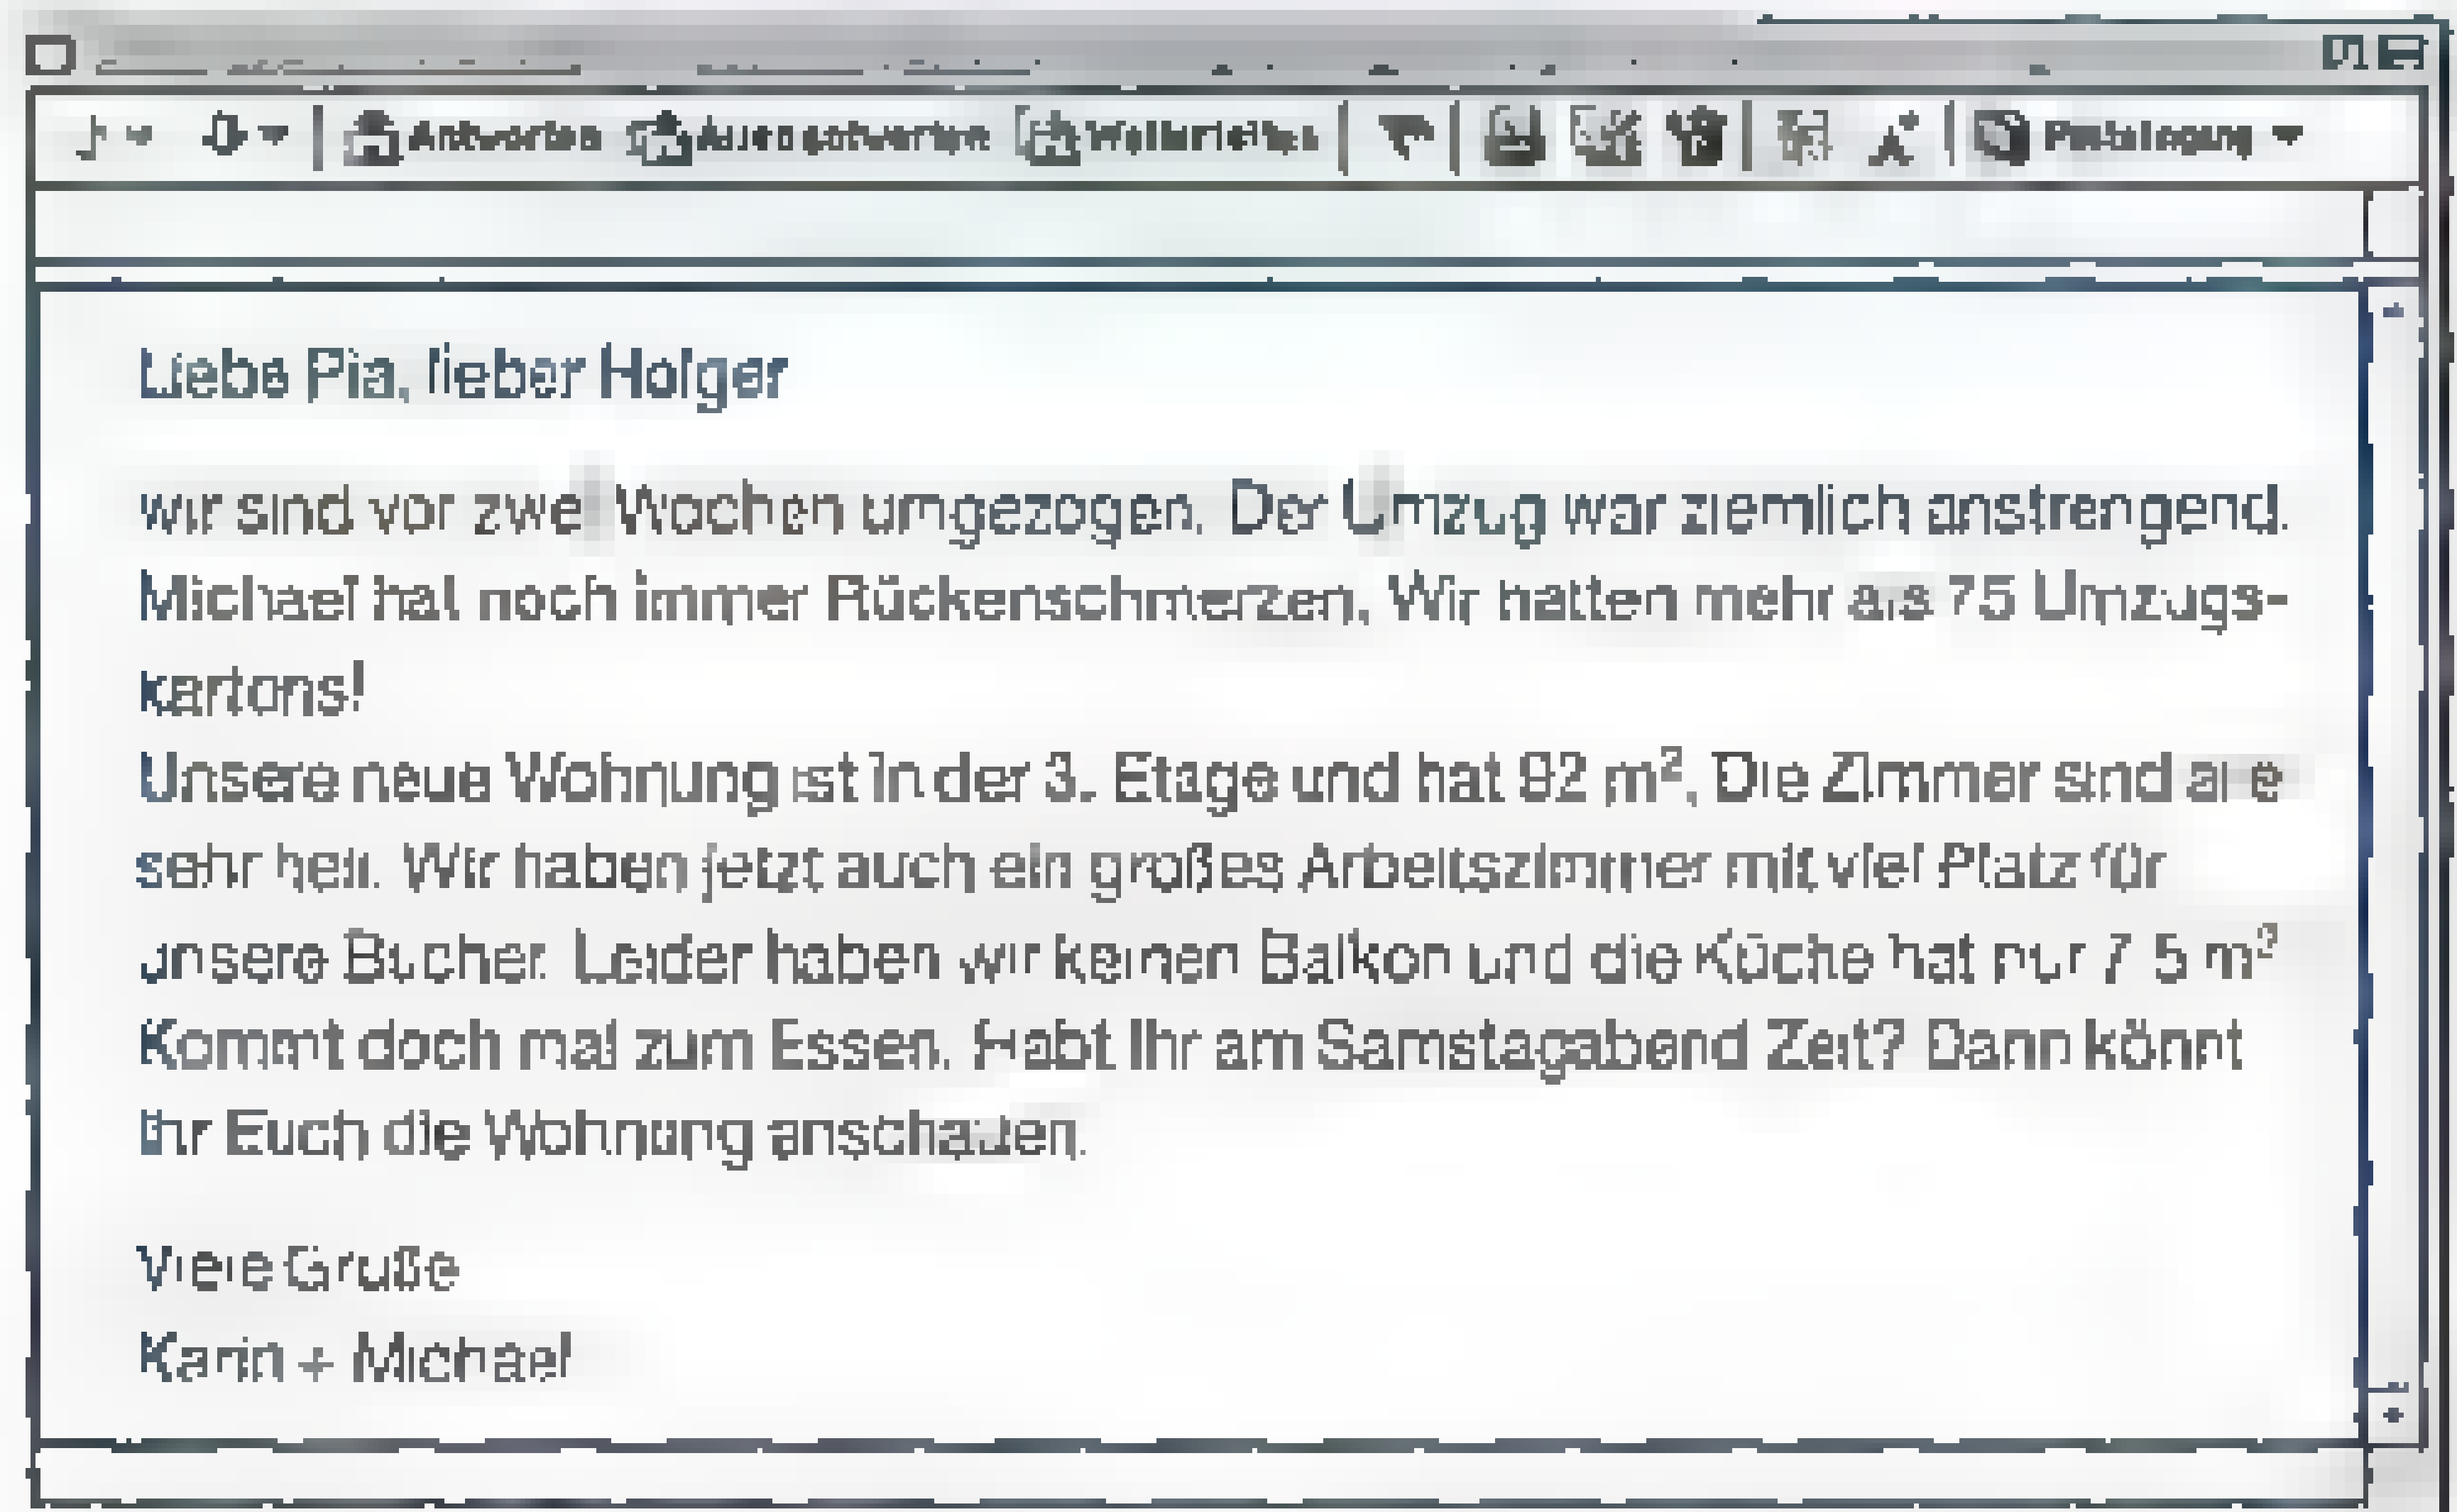 Antworten Allen antworten Weiterleiten
Liebe Pia, lieber Holger
wir sind vor zwei Wochen umgezogen. Der Umzug war ziemlich anstrengend.
Michael hat noch immer Rückenschmerzen. Wir hatten mehr als 75 Umzugs-
kartons!
Unsere neue Wohnung ist in der 3. Etage und hat 92 m². Die Zimmer sind alle
sehr hell. Wir haben jetzt auch ein großes Arbeitszimmer mit viel Platz für
unsere Bücher. Leider haben wir keinen Balkon und die Küche hat nur 7,5 m².
Kommt doch mal zum Essen. Habt Ihr am Samstagabend Zeit? Dann könnt
Ihr Euch die Wohnung anschauen.
Viele Grüße
Karin + Michael